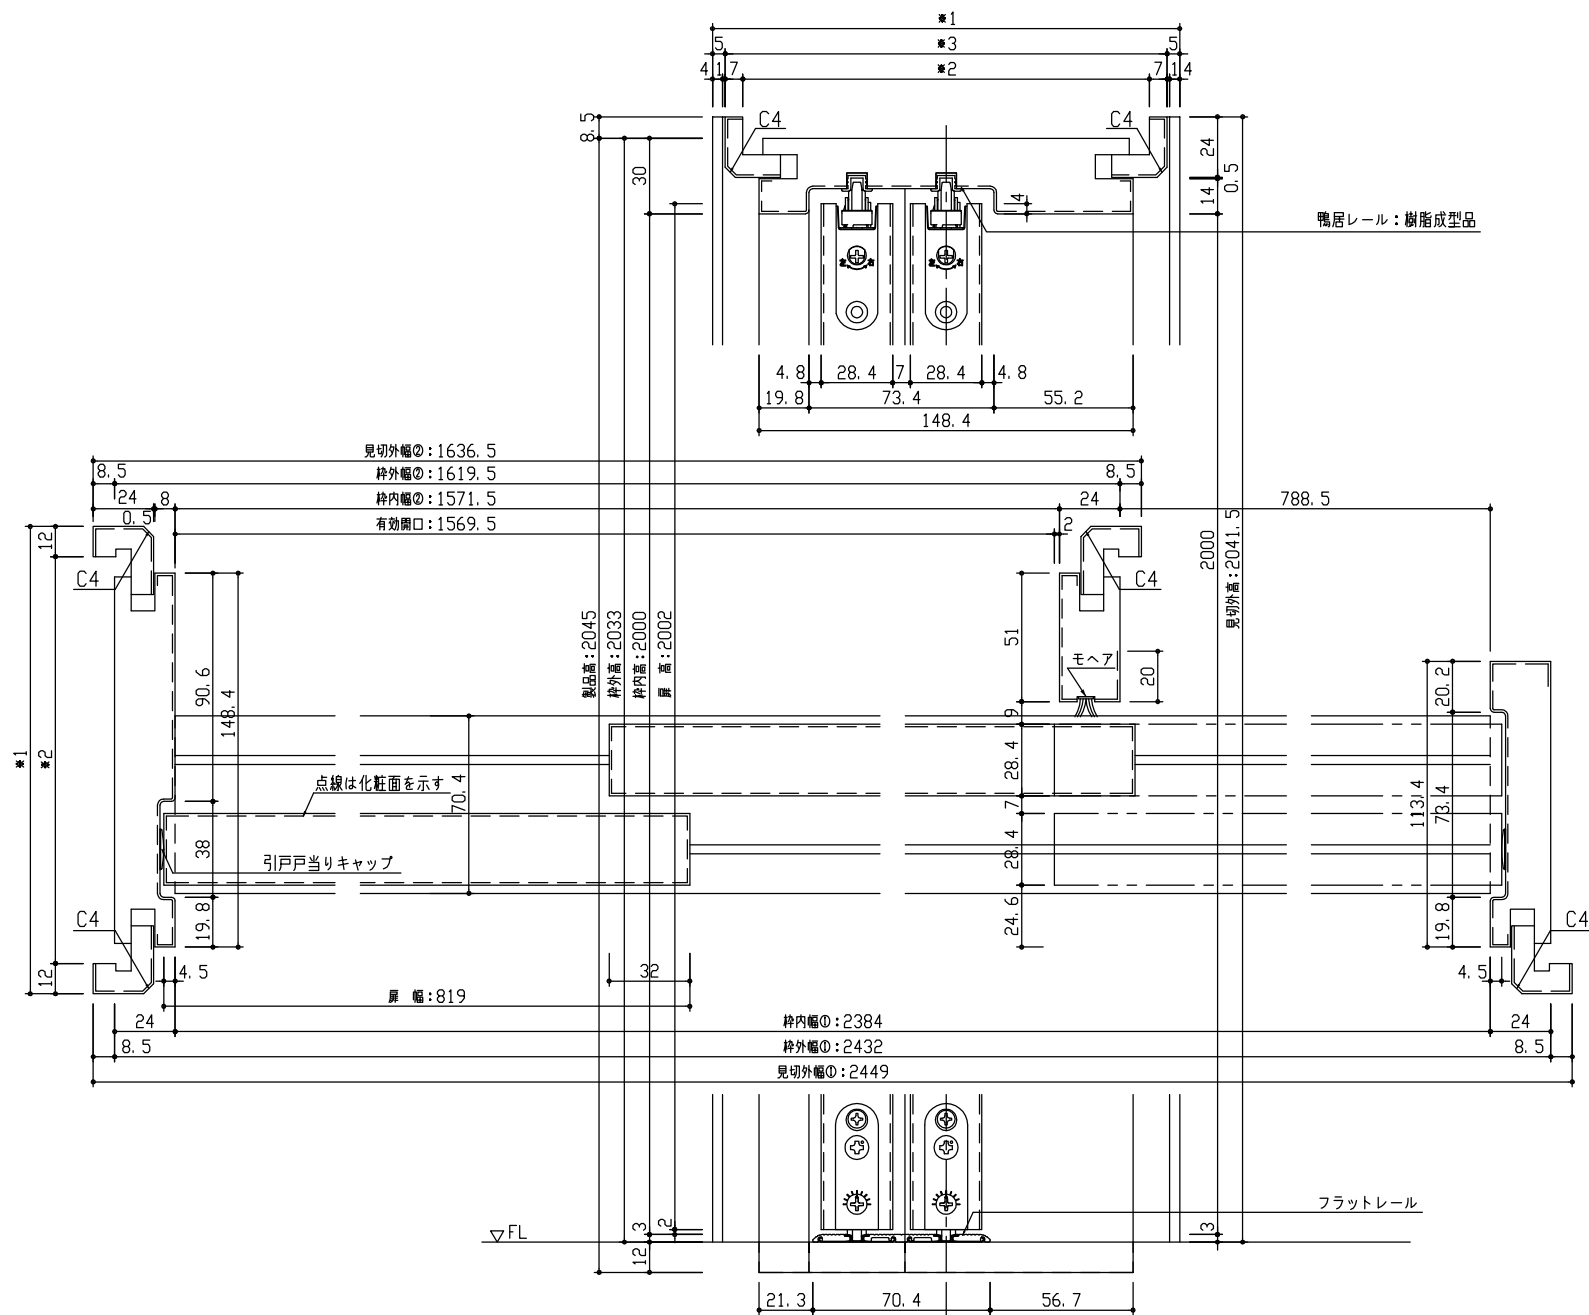 ※1
5 ※3 5
4 1 7 ※2 7 1 4
8.5
C4
C4
24
0.5
30
14
4
鴨居レール：樹脂成型品
左 右
左 右
4.8 28.4 7 28.4 4.8
19.8 73.4 55.2
148.4
見切外幅②：1636.5
8.5 枠外幅②：1619.5 8.5
24 8 枠内幅②：1571.5 24 788.5
0.5 有効開口：1569.5 2
12
C4
C4
2000
見切外高：2041.5
製品高：2045
枠外高：2033
枠内高：2000
扉 高：2002
51
モヘア
20
90.6
148.4
※1
※2
9
28.4
7
28.4
24.6
70.4
点線は化粧面を示す
38
引戸戸当りキャップ
20.2
113.4
73.4
19.8
C4
19.8
C4
12
4.5
32
4.5
扉 幅：819
24 枠内幅①：2384 24
8.5 枠外幅①：2432 8.5
見切外幅①：2449
フラットレール
▽FL
3
2
12
3
21.3 70.4 56.7